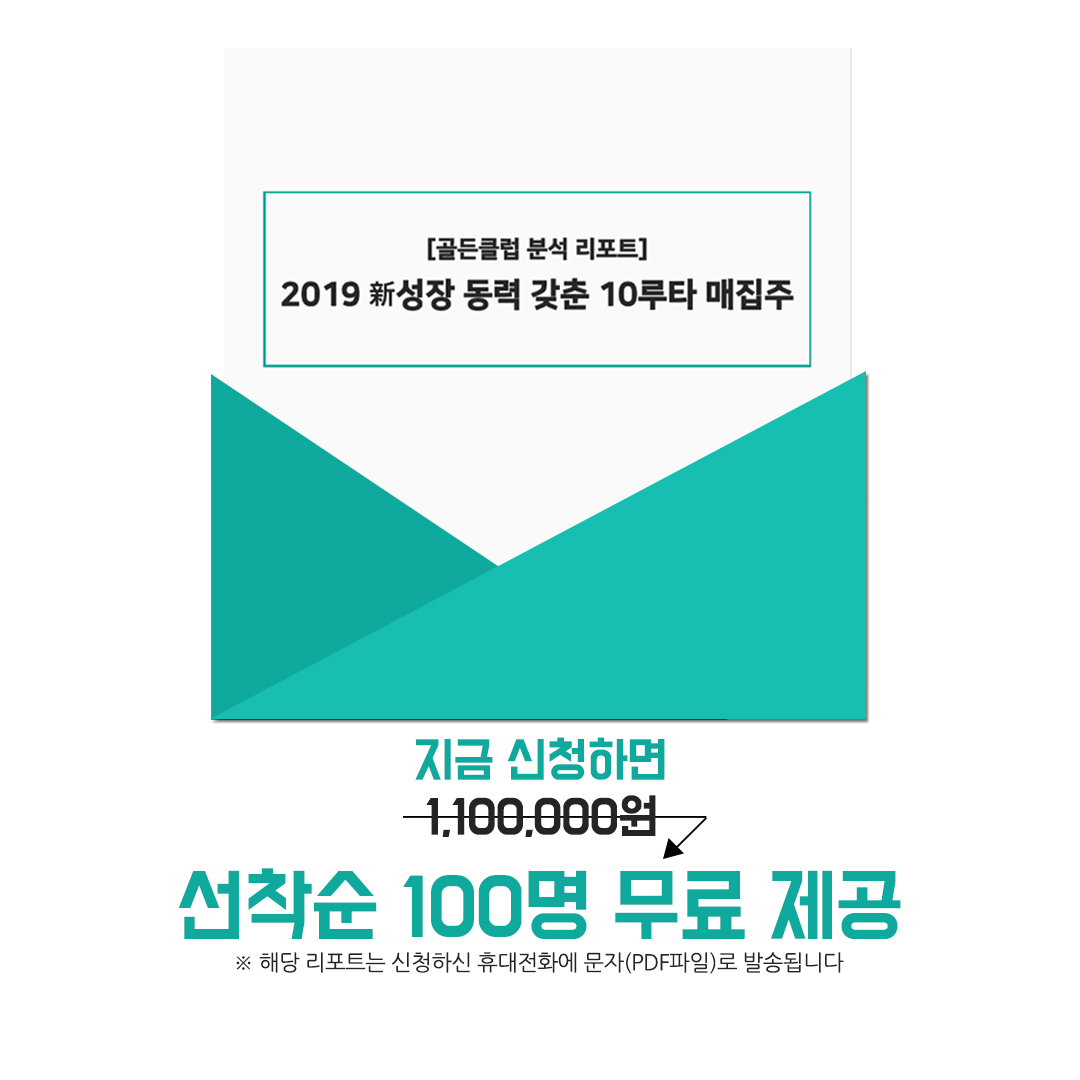 [골든클럽 분석 리포트]
2019 新성장 동력 갖춘 10루타 매집주
지금 신청하면
1,100,000원
선착순 100명 무료 제공
※ 해당 리포트는 신청하신 휴대전화에 문자(PDF파일)로 발송됩니다